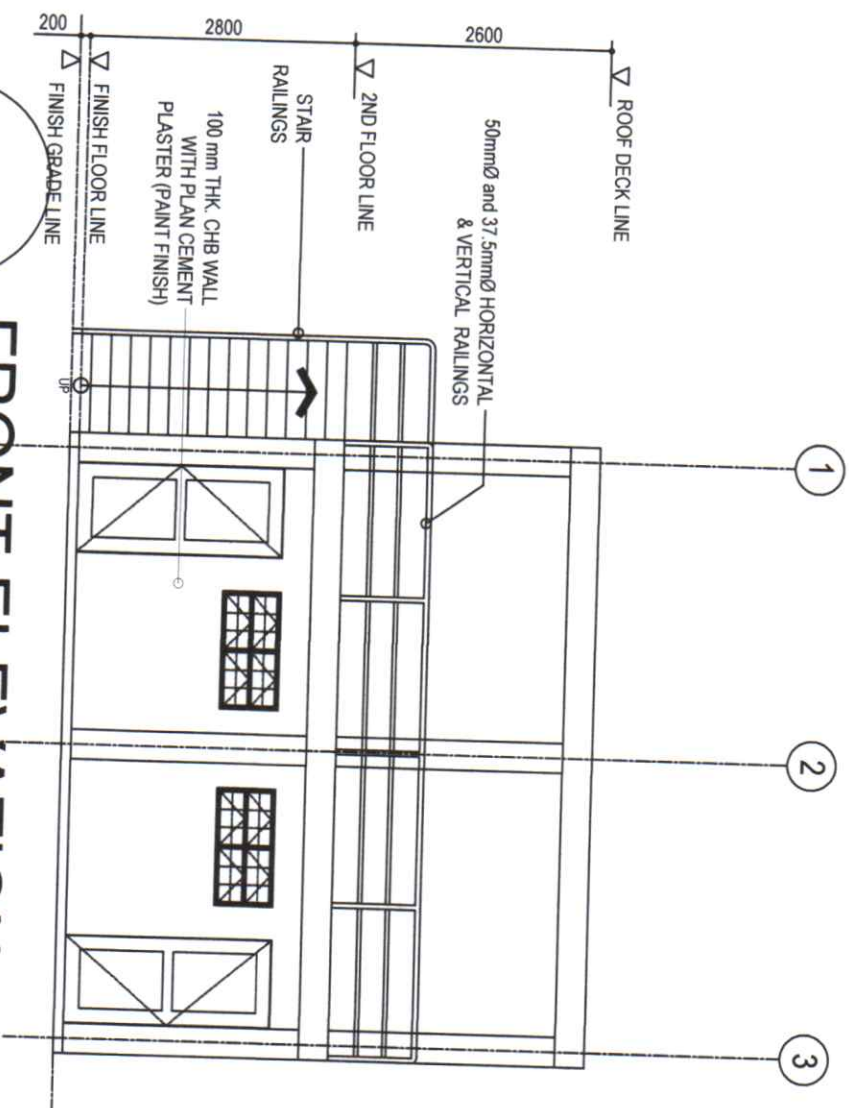 1
2
3
ROOF DECK LINE
2600
50mmØ and 37.5mmØ HORIZONTAL
& VERTICAL RAILINGS
2ND FLOOR LINE
STAIR
RAILINGS
2800
100 mm THK. CHB WALL
WITH PLAN CEMENT
PLASTER (PAINT FINISH)
FINISH FLOOR LINE
200
FINISH GRADE LINE
UP
FRONT ELEVATION